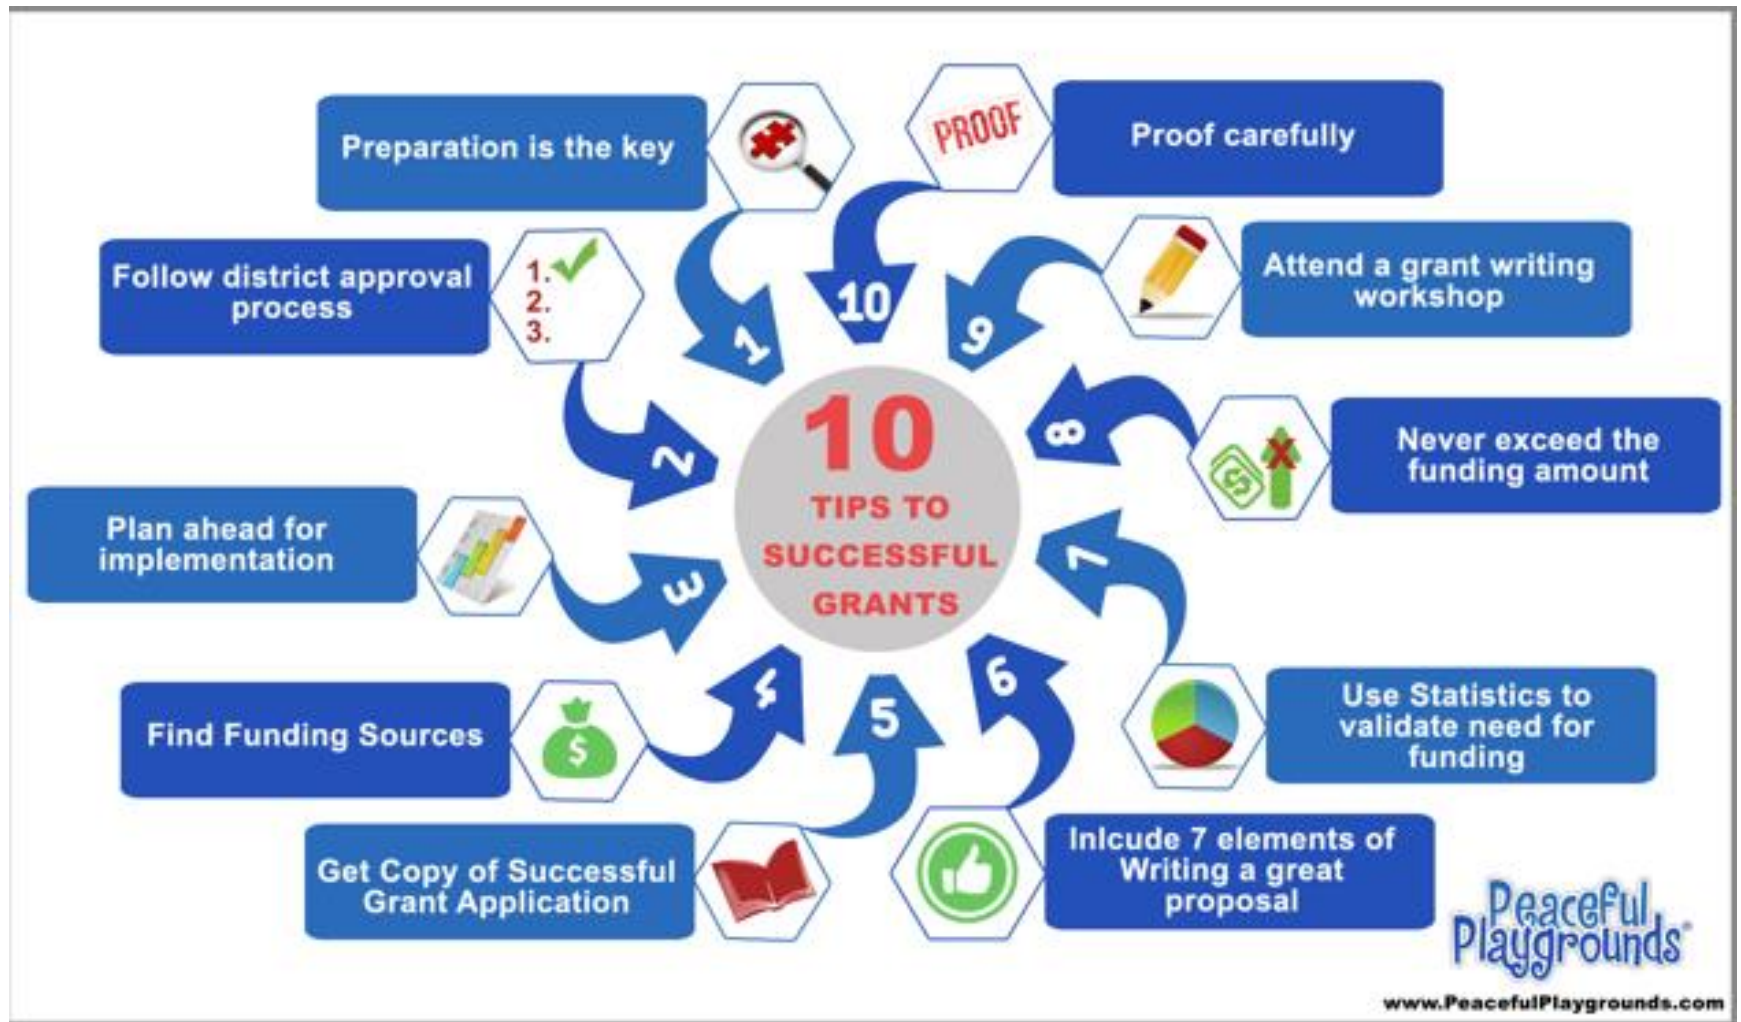 10
TIPS TO
SUCCESSFUL
GRANTS
1
Preparation is the key
2
Follow district approval
process
1.
2.
3.
3
Plan ahead for
implementation
4
Find Funding Sources
$
5
Get Copy of Successful
Grant Application
6
Inlcude 7 elements of
Writing a great
proposal
7
Use Statistics to
validate need for
funding
8
Never exceed the
funding amount
$
9
Attend a grant writing
workshop
10
Proof carefully
PROOF
Peaceful
Playgrounds®
www.PeacefulPlaygrounds.com